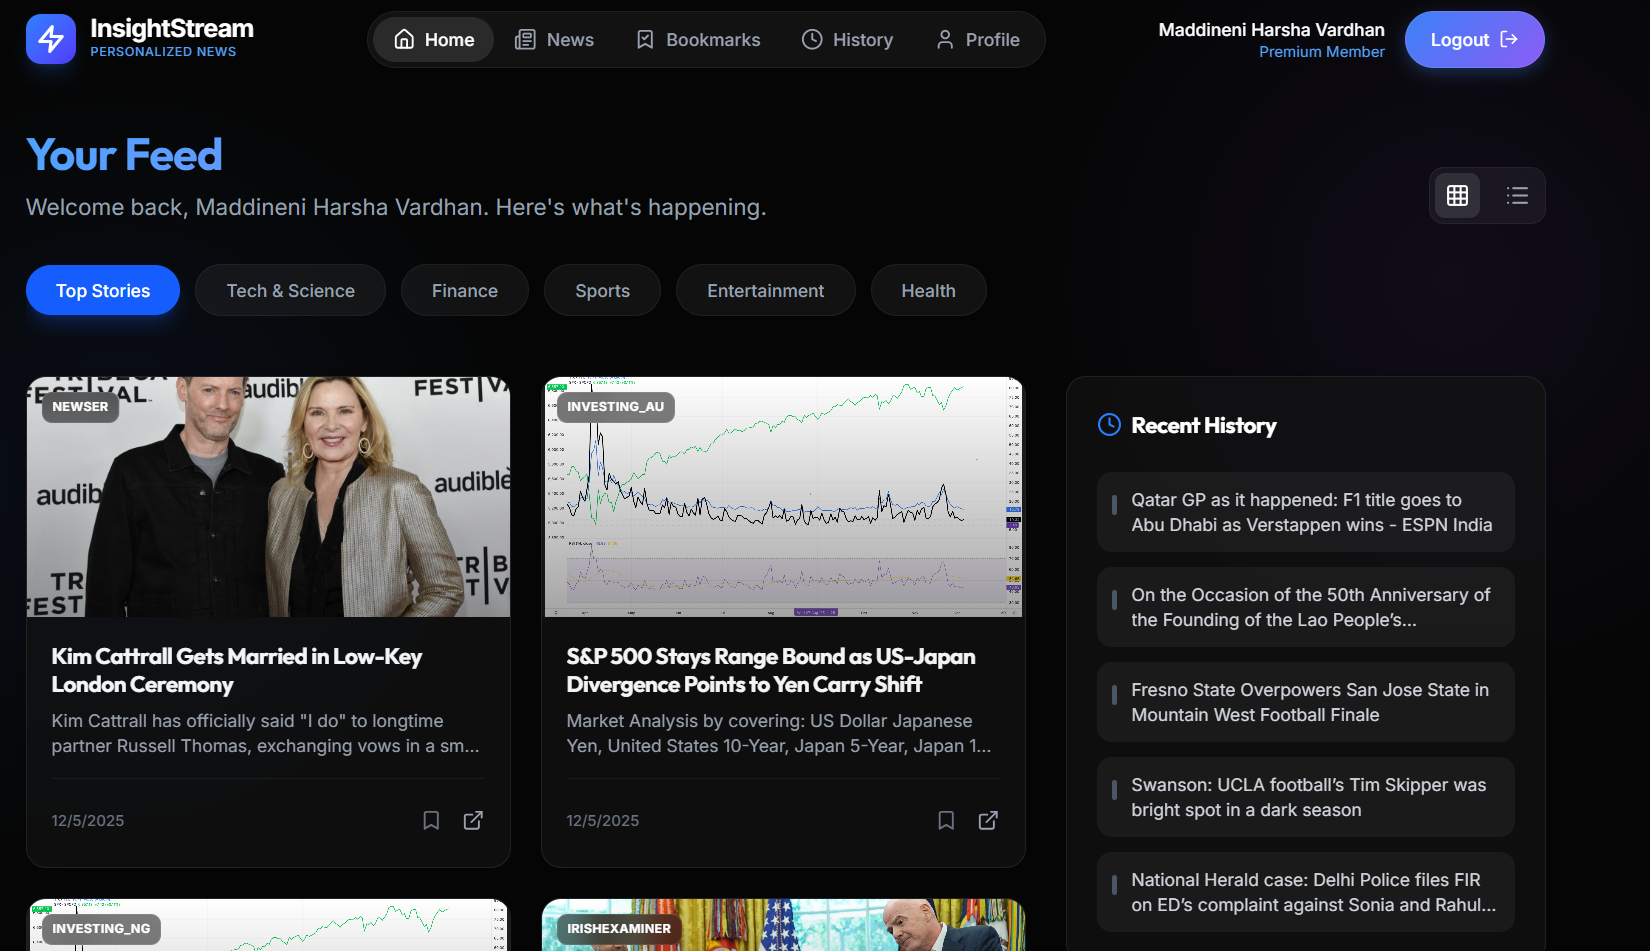 InsightStream
PERSONALIZED NEWS
Home
News
Bookmarks
History
Profile
Maddineni Harsha Vardhan
Premium Member
Logout
Your Feed
Welcome back, Maddineni Harsha Vardhan. Here's what's happening.
Top Stories
Tech & Science
Finance
Sports
Entertainment
Health
NEWSER
FEST
audible
audible
TR
FEST
Kim Cattrall Gets Married in Low-Key
London Ceremony
Kim Cattrall has officially said "I do" to longtime
partner Russell Thomas, exchanging vows in a sm...
12/5/2025
INVESTING_AU
S&P 500 Stays Range Bound as US-Japan
Divergence Points to Yen Carry Shift
Market Analysis by covering: US Dollar Japanese
Yen, United States 10-Year, Japan 5-Year, Japan 1...
12/5/2025
INVESTING_NG
IRISHEXAMINER
Recent History
Qatar GP as it happened: F1 title goes to
Abu Dhabi as Verstappen wins - ESPN India
On the Occasion of the 50th Anniversary of
the Founding of the Lao People’s...
Fresno State Overpowers San Jose State in
Mountain West Football Finale
Swanson: UCLA football’s Tim Skipper was
bright spot in a dark season
National Herald case: Delhi Police files FIR
on ED’s complaint against Sonia and Rahul...